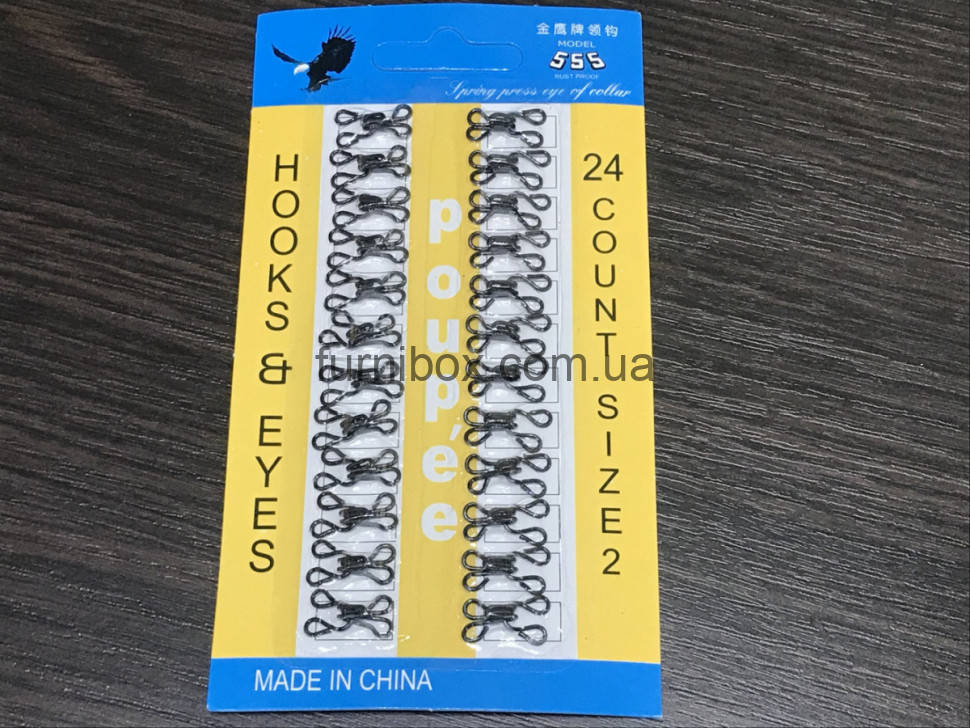 金鹰牌领钩
MODEL
555
RUST PROOF
Spring press eye of collar
HOOKS & EYES
poupée
24 COUNT SIZE 2
furnibox.com.ua
MADE IN CHINA